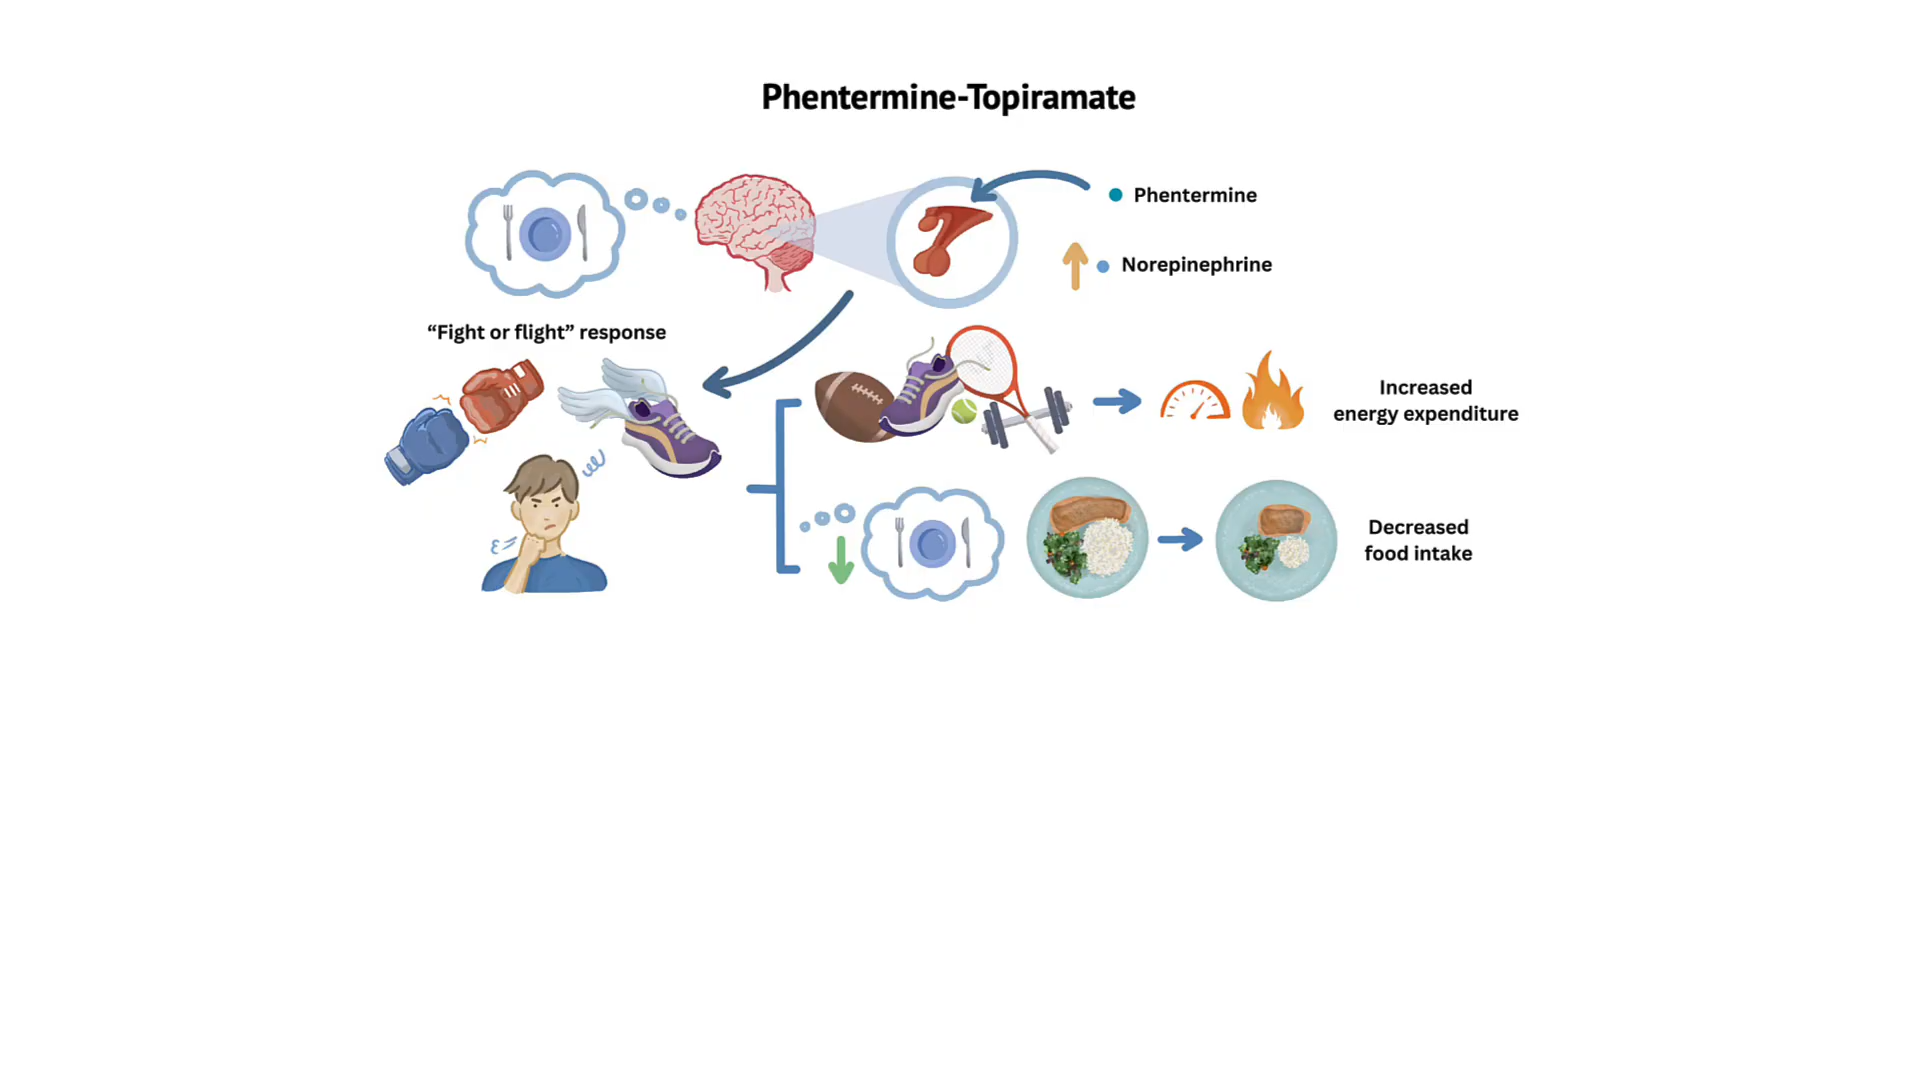 Phentermine-Topiramate
Phentermine
Norepinephrine
“Fight or flight” response
Increased
energy expenditure
Decreased
food intake